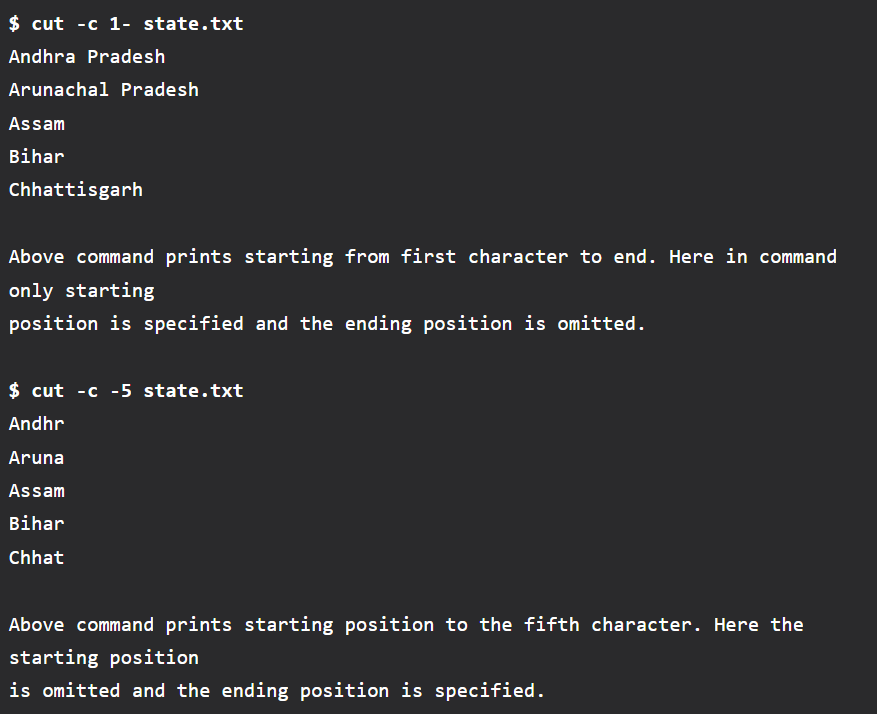 $ cut -c 1- state.txt
Andhra Pradesh
Arunachal Pradesh
Assam
Bihar
Chhattisgarh
Above command prints starting from first character to end. Here in command
only starting
position is specified and the ending position is omitted.
$ cut -c -5 state.txt
Andhr
Aruna
Assam
Bihar
Chhat
Above command prints starting position to the fifth character. Here the
starting position
is omitted and the ending position is specified.